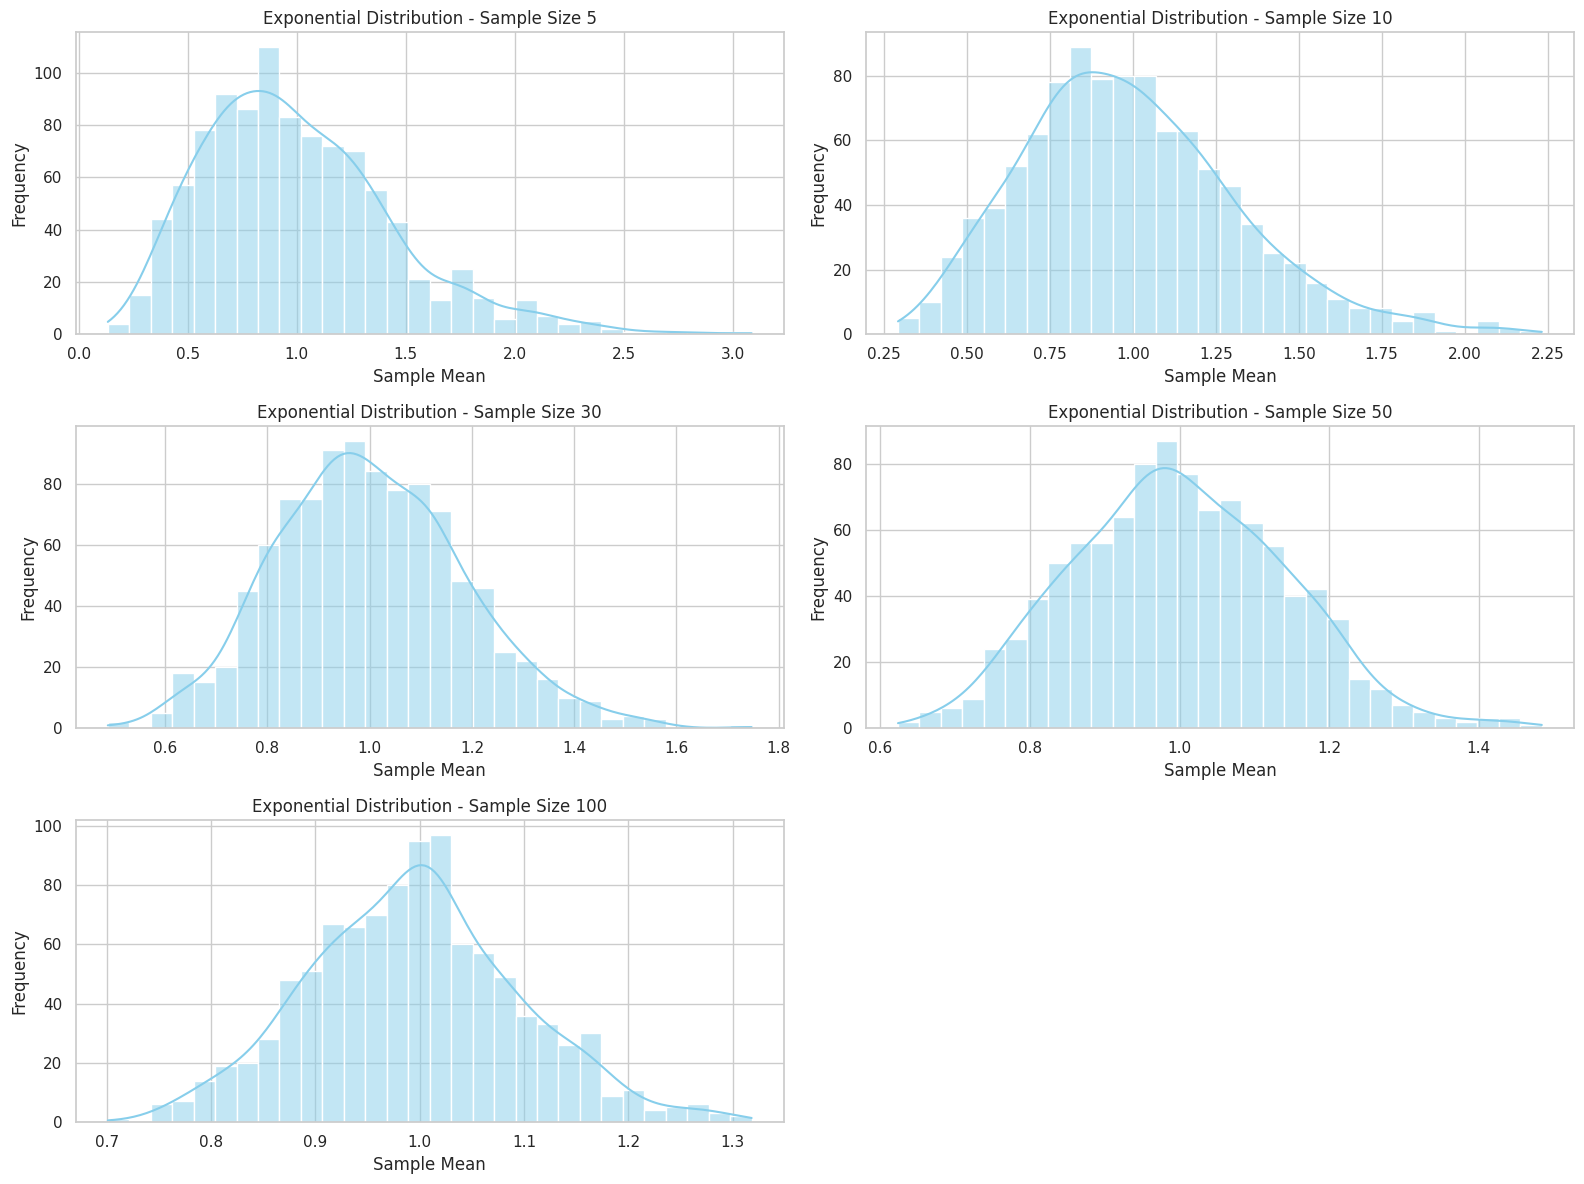 Exponential Distribution - Sample Size 5
Frequency
100
80
60
40
20
0
0.0 0.5 1.0 1.5 2.0 2.5 3.0
Sample Mean
Exponential Distribution - Sample Size 10
Frequency
80
60
40
20
0
0.25 0.50 0.75 1.00 1.25 1.50 1.75 2.00 2.25
Sample Mean
Exponential Distribution - Sample Size 30
Frequency
80
60
40
20
0
0.6 0.8 1.0 1.2 1.4 1.6 1.8
Sample Mean
Exponential Distribution - Sample Size 50
Frequency
80
60
40
20
0
0.6 0.8 1.0 1.2 1.4
Sample Mean
Exponential Distribution - Sample Size 100
Frequency
100
80
60
40
20
0
0.7 0.8 0.9 1.0 1.1 1.2 1.3
Sample Mean